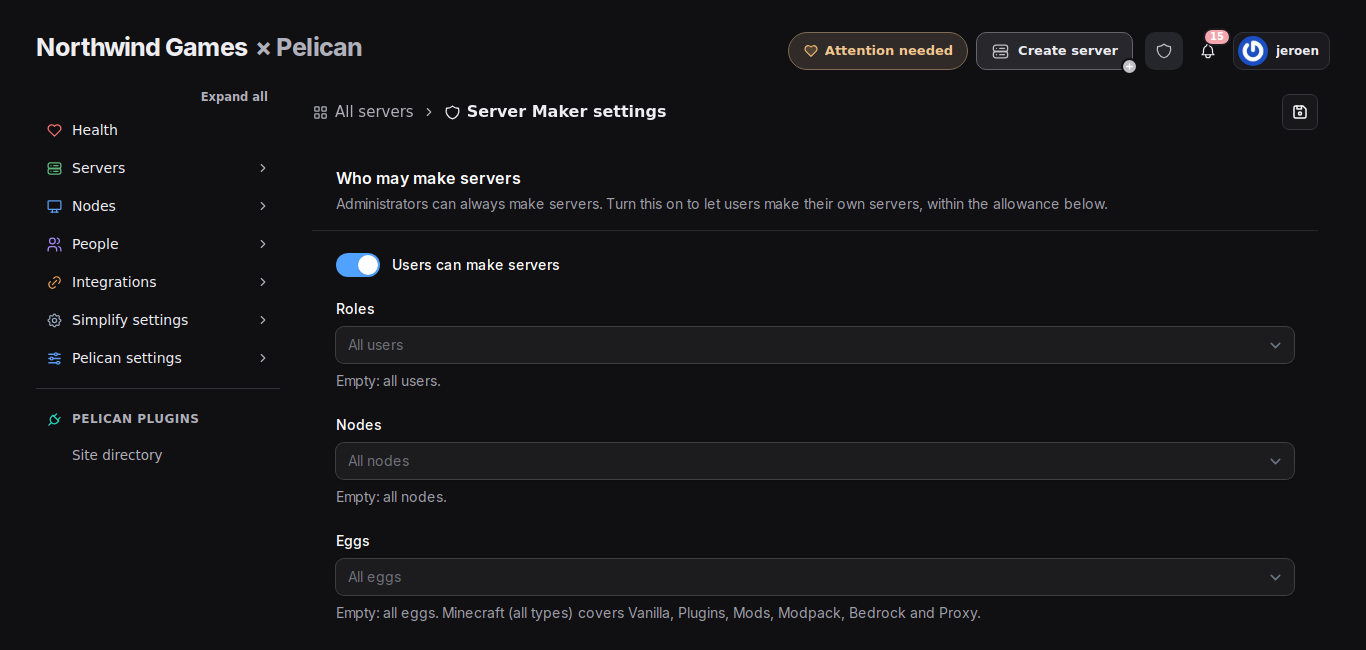 Northwind Games × Pelican
Attention needed
Create server
15
jeroen
Expand all
Health
Servers
Nodes
People
Integrations
Simplify settings
Pelican settings
PELICAN PLUGINS
Site directory
All servers
Server Maker settings
Who may make servers
Administrators can always make servers. Turn this on to let users make their own servers, within the allowance below.
Users can make servers
Roles
All users
Empty: all users.
Nodes
All nodes
Empty: all nodes.
Eggs
All eggs
Empty: all eggs. Minecraft (all types) covers Vanilla, Plugins, Mods, Modpack, Bedrock and Proxy.